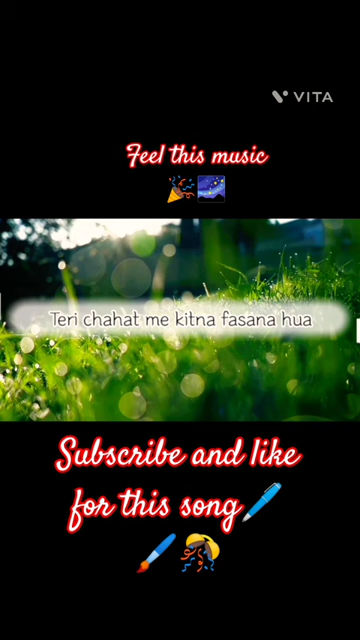 VITA
Feel this music
Teri chahat me kitna fasana hua
Subscribe and like
for this song